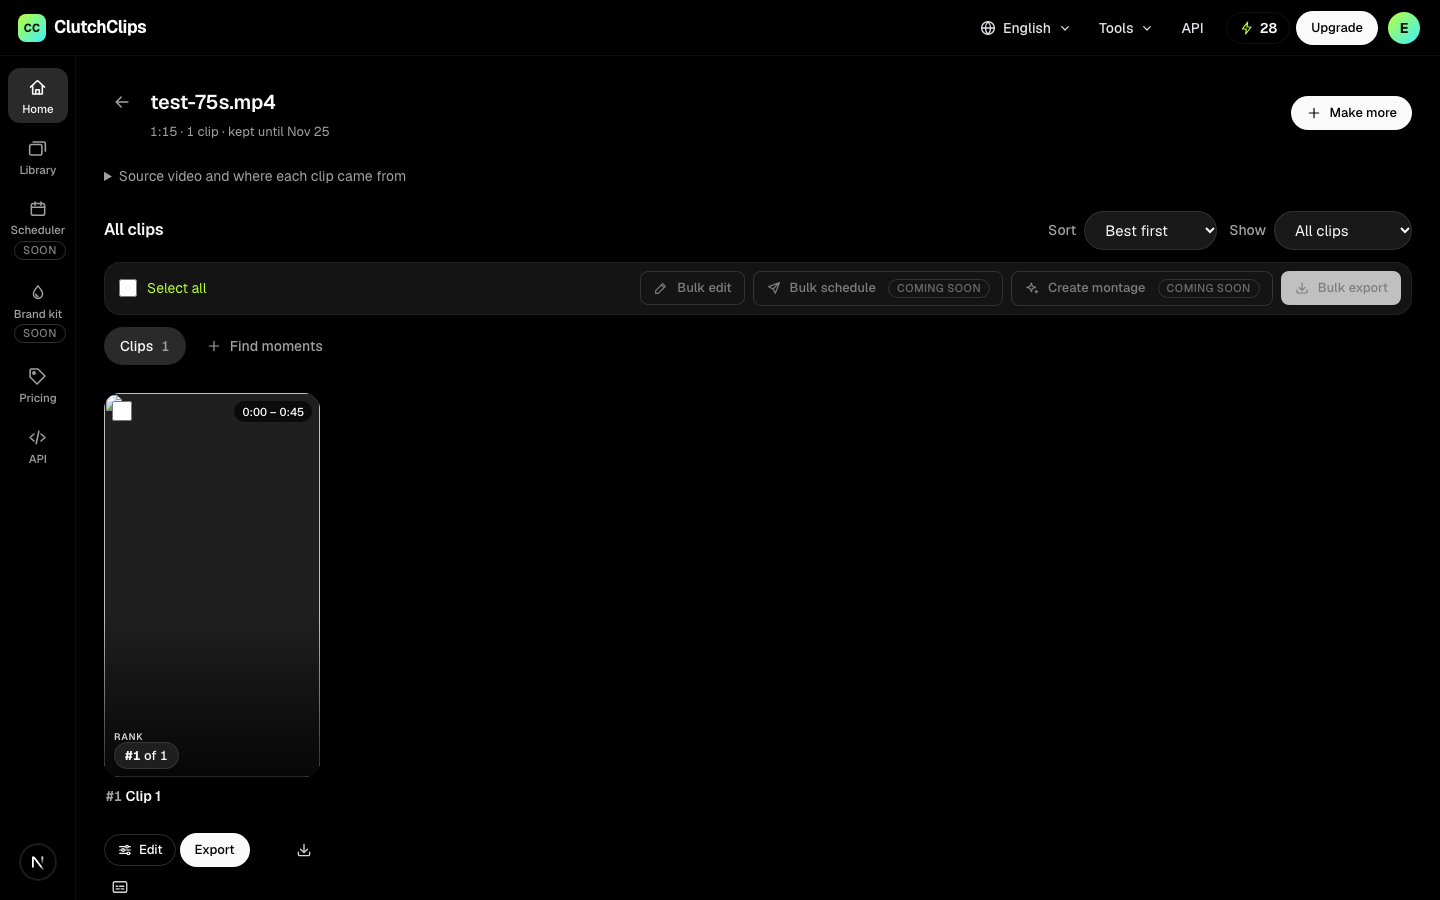 CC ClutchClips
English
Tools
API
28
Upgrade
E
Home
Library
Scheduler
SOON
Brand kit
SOON
Pricing
API
N
test-75s.mp4
1:15 · 1 clip · kept until Nov 25
Make more
Source video and where each clip came from
All clips
Sort
Best first
Show
All clips
Select all
Bulk edit
Bulk schedule COMING SOON
Create montage COMING SOON
Bulk export
Clips 1
Find moments
0:00 – 0:45
RANK
#1 of 1
#1 Clip 1
Edit
Export